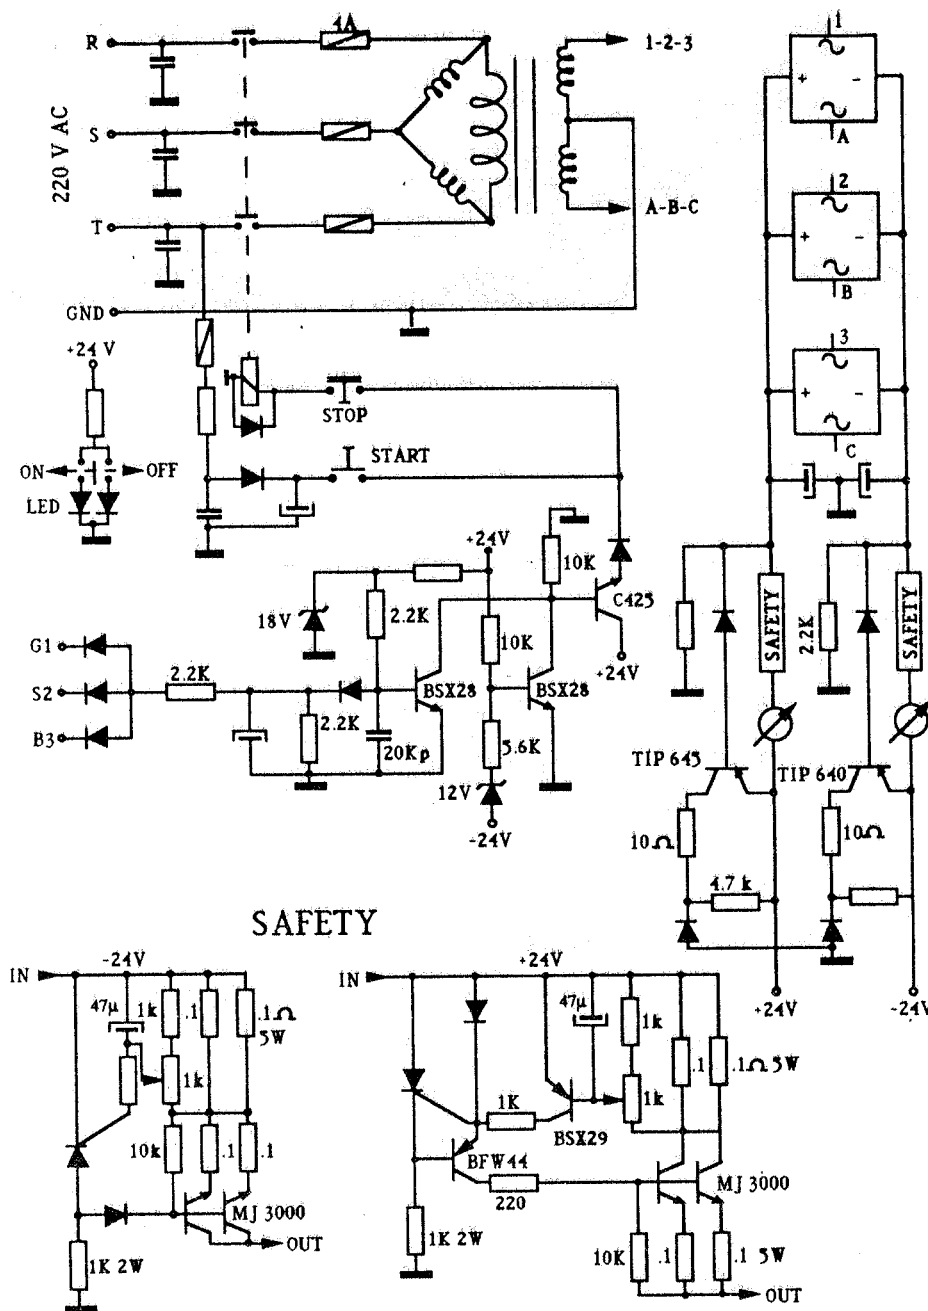 4A
R
1-2-3
1
+
-
A
220 V AC
S
T
A-B-C
2
+
-
B
GND
+24 V
3
+
-
C
STOP
START
ON
OFF
LED
+24V
10K
18V
2.2K
10K
C425
+24V
G1
S2
B3
2.2K
2.2K
20Kp
BSX28
BSX28
5.6K
12V
-24V
SAFETY
2.2K
SAFETY
TIP 645
TIP 640
10Ω
10Ω
4.7 k
+24V
-24V
SAFETY
IN
-24V
47µ
1k
.1
.1Ω
5W
1k
10k
.1
.1
MJ 3000
OUT
1K 2W
IN
+24V
47µ
1k
.1
.1Ω 5W
1K
1k
BSX29
BFW44
220
MJ 3000
1K 2W
10K
.1
.1 5W
OUT